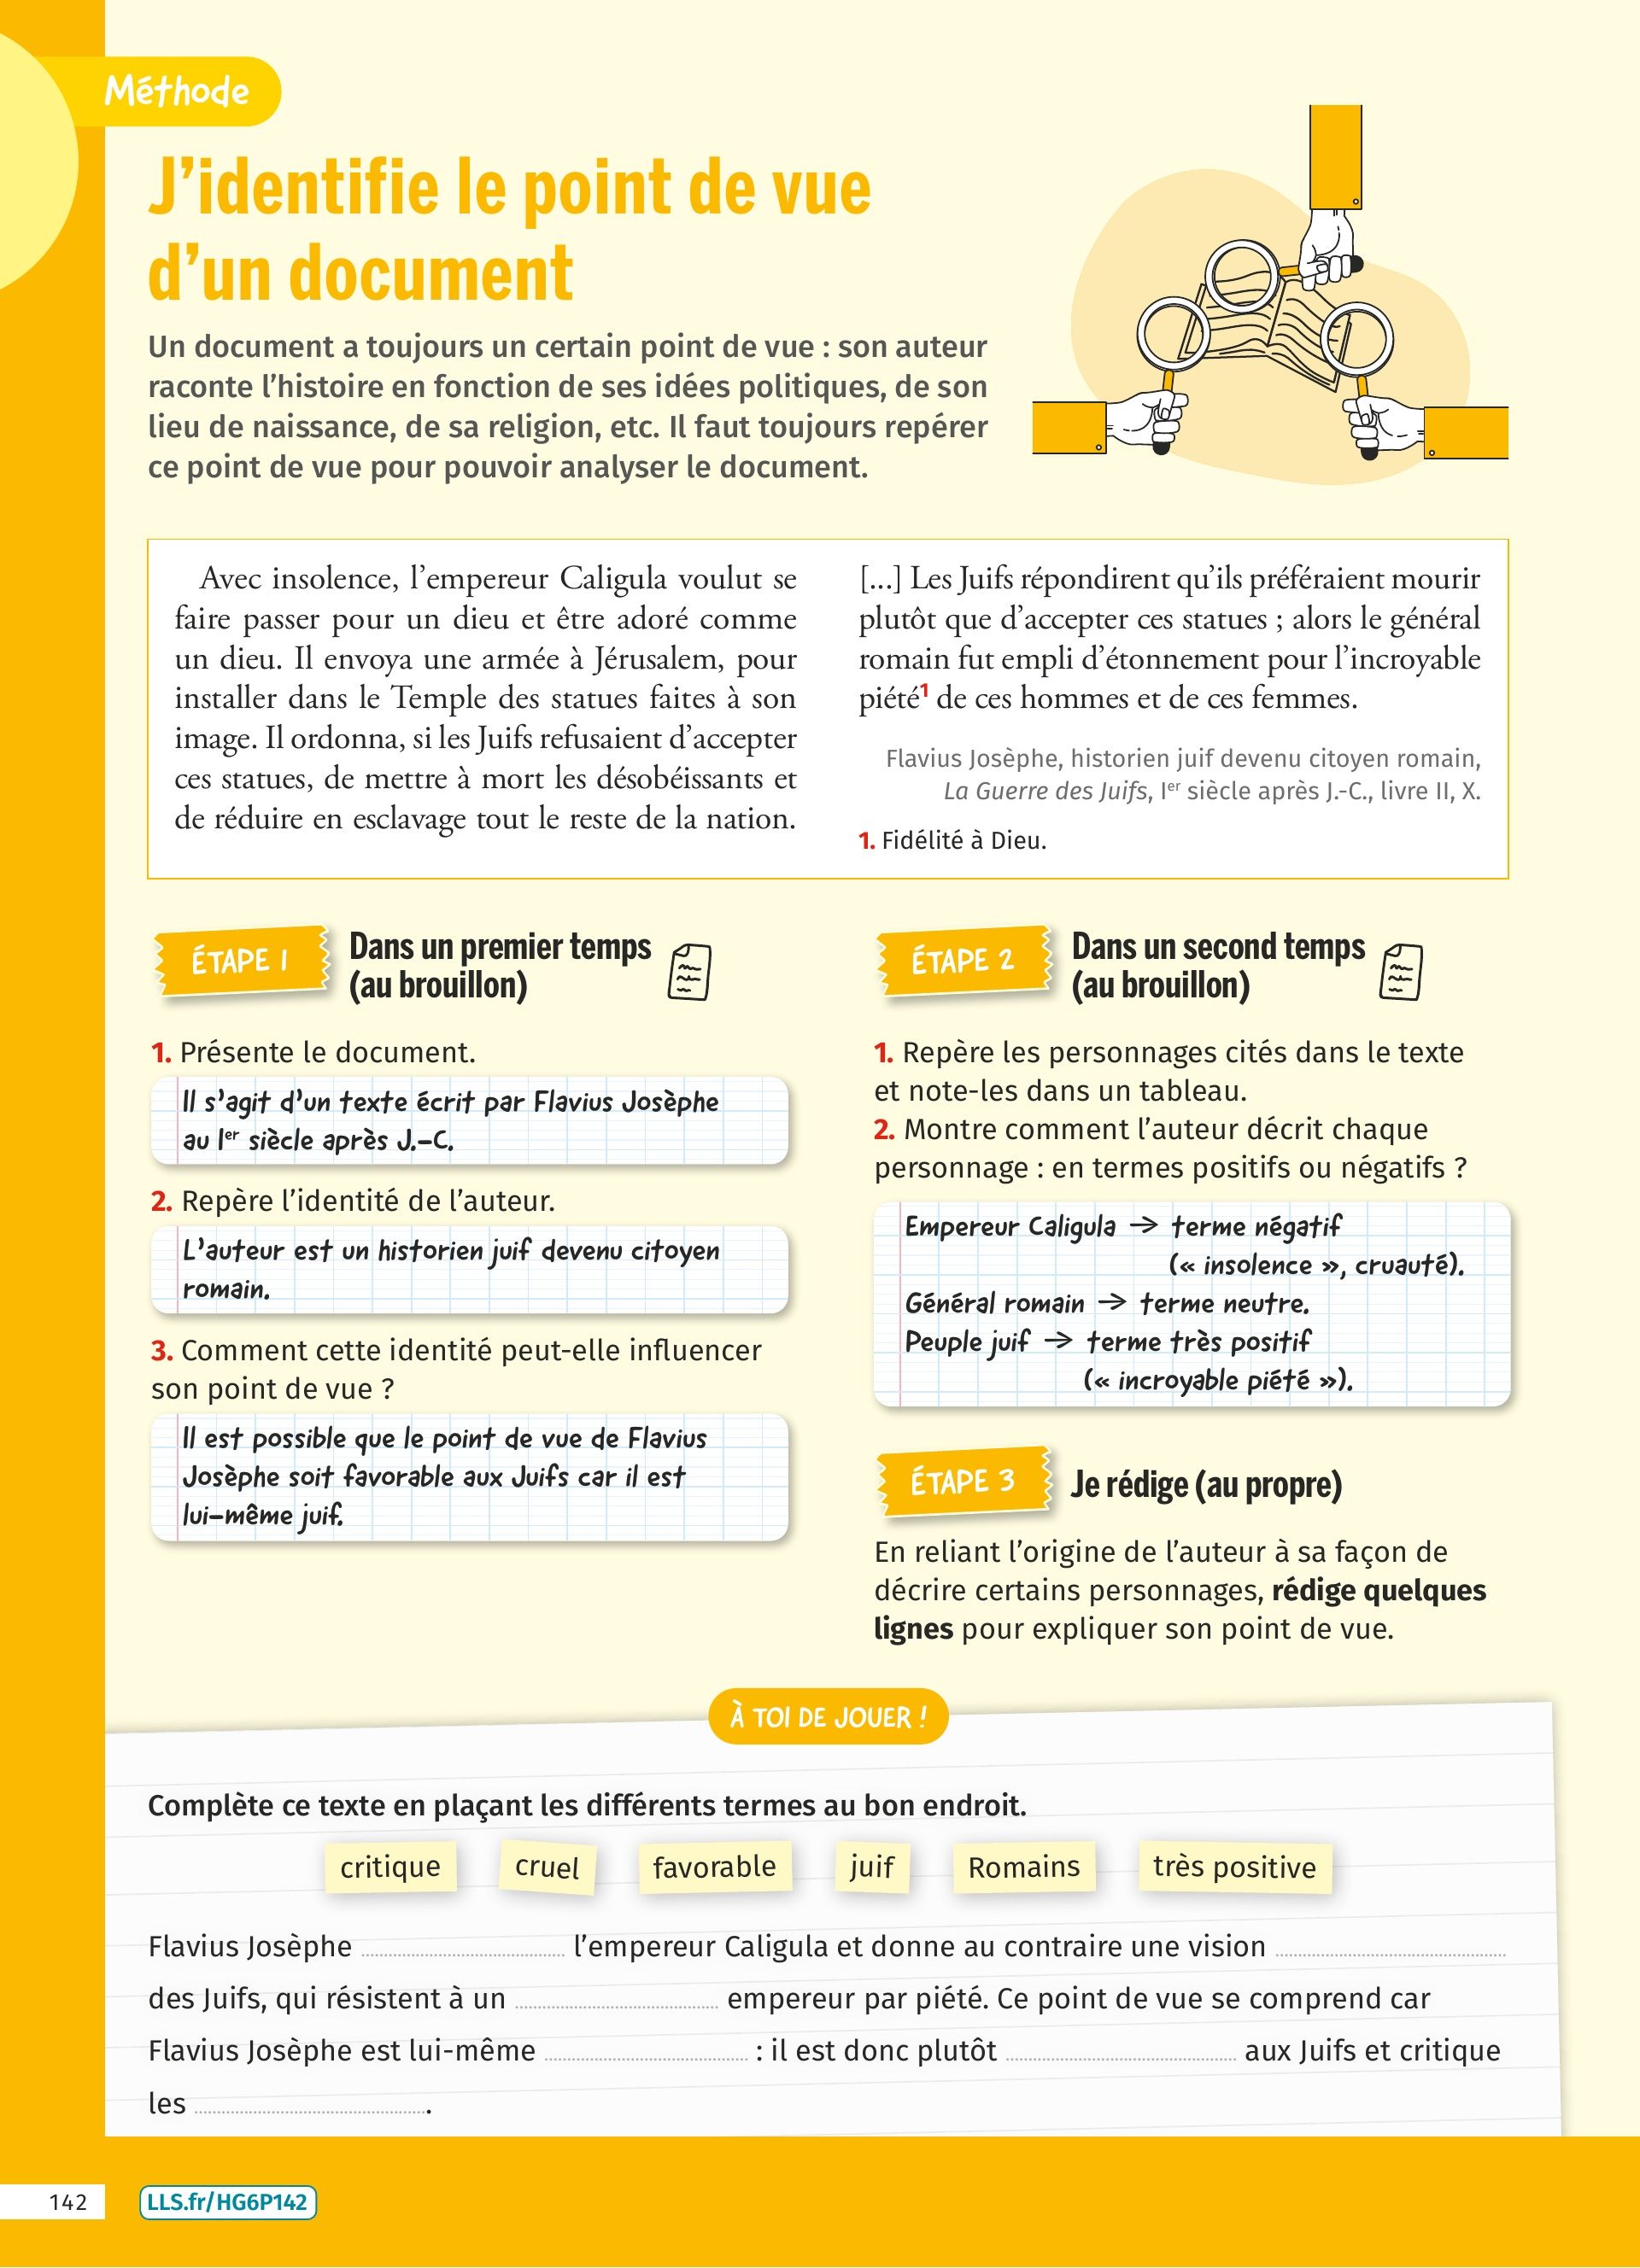 Méthode
J’identifie le point de vue
d’un document
Un document a toujours un certain point de vue : son auteur
raconte l’histoire en fonction de ses idées politiques, de son
lieu de naissance, de sa religion, etc. Il faut toujours repérer
ce point de vue pour pouvoir analyser le document.
Avec insolence, l’empereur Caligula voulut se
faire passer pour un dieu et être adoré comme
un dieu. Il envoya une armée à Jérusalem, pour
installer dans le Temple des statues faites à son
image. Il ordonna, si les Juifs refusaient d’accepter
ces statues, de mettre à mort les désobéissants et
de réduire en esclavage tout le reste de la nation.
[...] Les Juifs répondirent qu’ils préféraient mourir
plutôt que d’accepter ces statues ; alors le général
romain fut empli d’étonnement pour l’incroyable
piété1 de ces hommes et de ces femmes.
Flavius Josèphe, historien juif devenu citoyen romain,
La Guerre des Juifs, Ier siècle après J.-C., livre II, X.
1. Fidélité à Dieu.
ÉTAPE 1
Dans un premier temps
(au brouillon)
1. Présente le document.
Il s’agit d’un texte écrit par Flavius Josèphe
au Ier siècle après J.-C.
2. Repère l’identité de l’auteur.
L’auteur est un historien juif devenu citoyen
romain.
3. Comment cette identité peut-elle influencer
son point de vue ?
Il est possible que le point de vue de Flavius
Josèphe soit favorable aux Juifs car il est
lui-même juif.
ÉTAPE 2
Dans un second temps
(au brouillon)
1. Repère les personnages cités dans le texte
et note-les dans un tableau.
2. Montre comment l’auteur décrit chaque
personnage : en termes positifs ou négatifs ?
Empereur Caligula → terme négatif
(« insolence », cruauté).
Général romain → terme neutre.
Peuple juif → terme très positif
(« incroyable piété »).
ÉTAPE 3
Je rédige (au propre)
En reliant l’origine de l’auteur à sa façon de
décrire certains personnages, rédige quelques
lignes pour expliquer son point de vue.
À TOI DE JOUER !
Complète ce texte en plaçant les différents termes au bon endroit.
critique cruel favorable juif Romains très positive
Flavius Josèphe ........ l’empereur Caligula et donne au contraire une vision ........
des Juifs, qui résistent à un ........ empereur par piété. Ce point de vue se comprend car
Flavius Josèphe est lui-même ........ : il est donc plutôt ........ aux Juifs et critique
les ........ .
142
LLS.fr/HG6P142